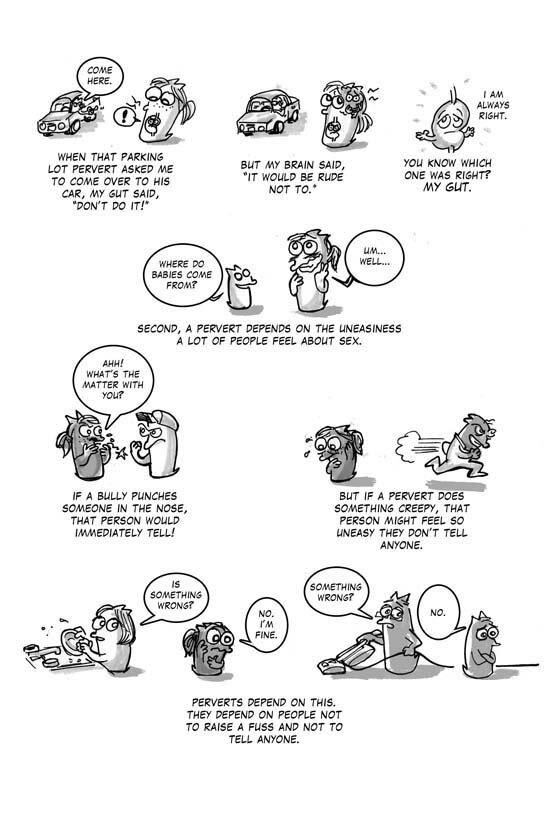 COME
HERE.
!
WHEN THAT PARKING
LOT PERVERT ASKED ME
TO COME OVER TO HIS
CAR, MY GUT SAID,
"DON'T DO IT!"
BUT MY BRAIN SAID,
"IT WOULD BE RUDE
NOT TO."
I AM
ALWAYS
RIGHT.
YOU KNOW WHICH
ONE WAS RIGHT?
MY GUT.
WHERE DO
BABIES COME
FROM?
UM...
WELL...
SECOND, A PERVERT DEPENDS ON THE UNEASINESS
A LOT OF PEOPLE FEEL ABOUT SEX.
AHH!
WHAT'S THE
MATTER WITH
YOU?
IF A BULLY PUNCHES
SOMEONE IN THE NOSE,
THAT PERSON WOULD
IMMEDIATELY TELL!
BUT IF A PERVERT DOES
SOMETHING CREEPY, THAT
PERSON MIGHT FEEL SO
UNEASY THEY DON'T TELL
ANYONE.
IS
SOMETHING
WRONG?
NO.
I'M
FINE.
SOMETHING
WRONG?
NO.
PERVERTS DEPEND ON THIS.
THEY DEPEND ON PEOPLE NOT
TO RAISE A FUSS AND NOT TO
TELL ANYONE.